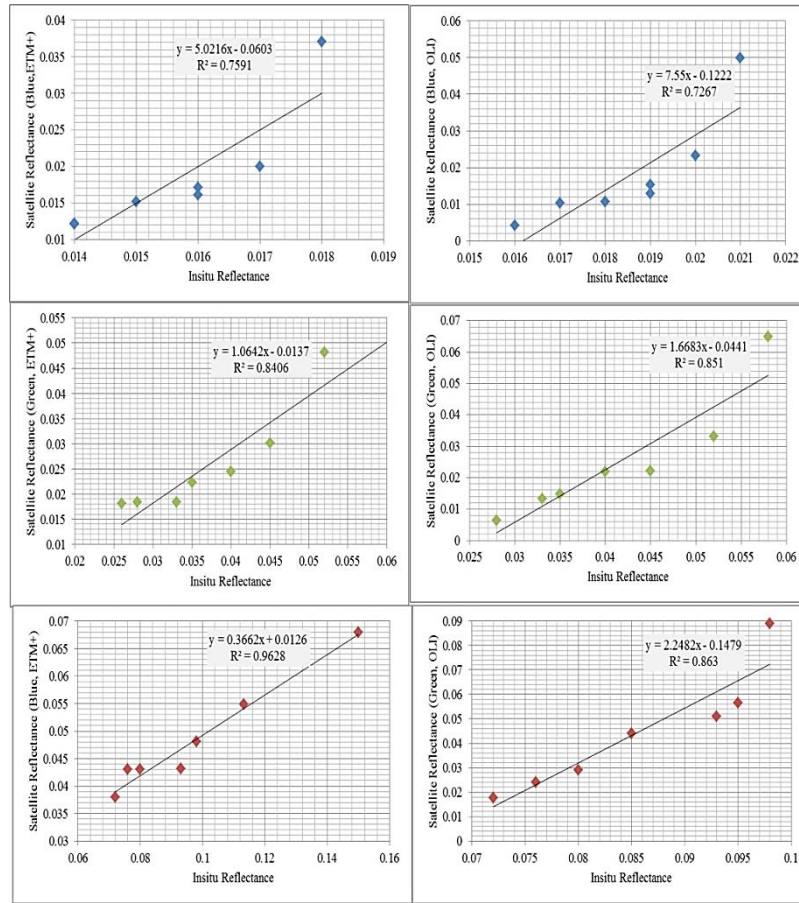 0.04
0.035
0.03
0.025
0.02
0.015
0.01
Satellite Reflectance (Blue,ETM+)
y = 5.0216x - 0.0603
R² = 0.7591
0.014 0.015 0.016 0.017 0.018 0.019
Insitu Reflectance
0.06
0.05
0.04
0.03
0.02
0.01
0
Satellite Reflectance (Blue, OLI)
y = 7.55x - 0.1222
R² = 0.7267
0.015 0.016 0.017 0.018 0.019 0.02 0.021 0.022
Insitu Reflectance
0.055
0.05
0.045
0.04
0.035
0.03
0.025
0.02
0.015
0.01
Satellite Reflectance (Green, ETM+)
y = 1.0642x - 0.0137
R² = 0.8406
0.02 0.025 0.03 0.035 0.04 0.045 0.05 0.055 0.06
Insitu Reflectance
0.07
0.06
0.05
0.04
0.03
0.02
0.01
0
Satellite Reflectance (Green, OLI)
y = 1.6683x - 0.0441
R² = 0.851
0.025 0.03 0.035 0.04 0.045 0.05 0.055 0.06
Insitu Reflectance
0.07
0.065
0.06
0.055
0.05
0.045
0.04
0.035
0.03
Satellite Reflectance (Blue, ETM+)
y = 0.3662x + 0.0126
R² = 0.9628
0.06 0.08 0.1 0.12 0.14 0.16
Insitu Reflectance
0.09
0.08
0.07
0.06
0.05
0.04
0.03
0.02
0.01
0
Satellite Reflectance (Green, OLI)
y = 2.2482x - 0.1479
R² = 0.863
0.07 0.075 0.08 0.085 0.09 0.095 0.1
Insitu Reflectance